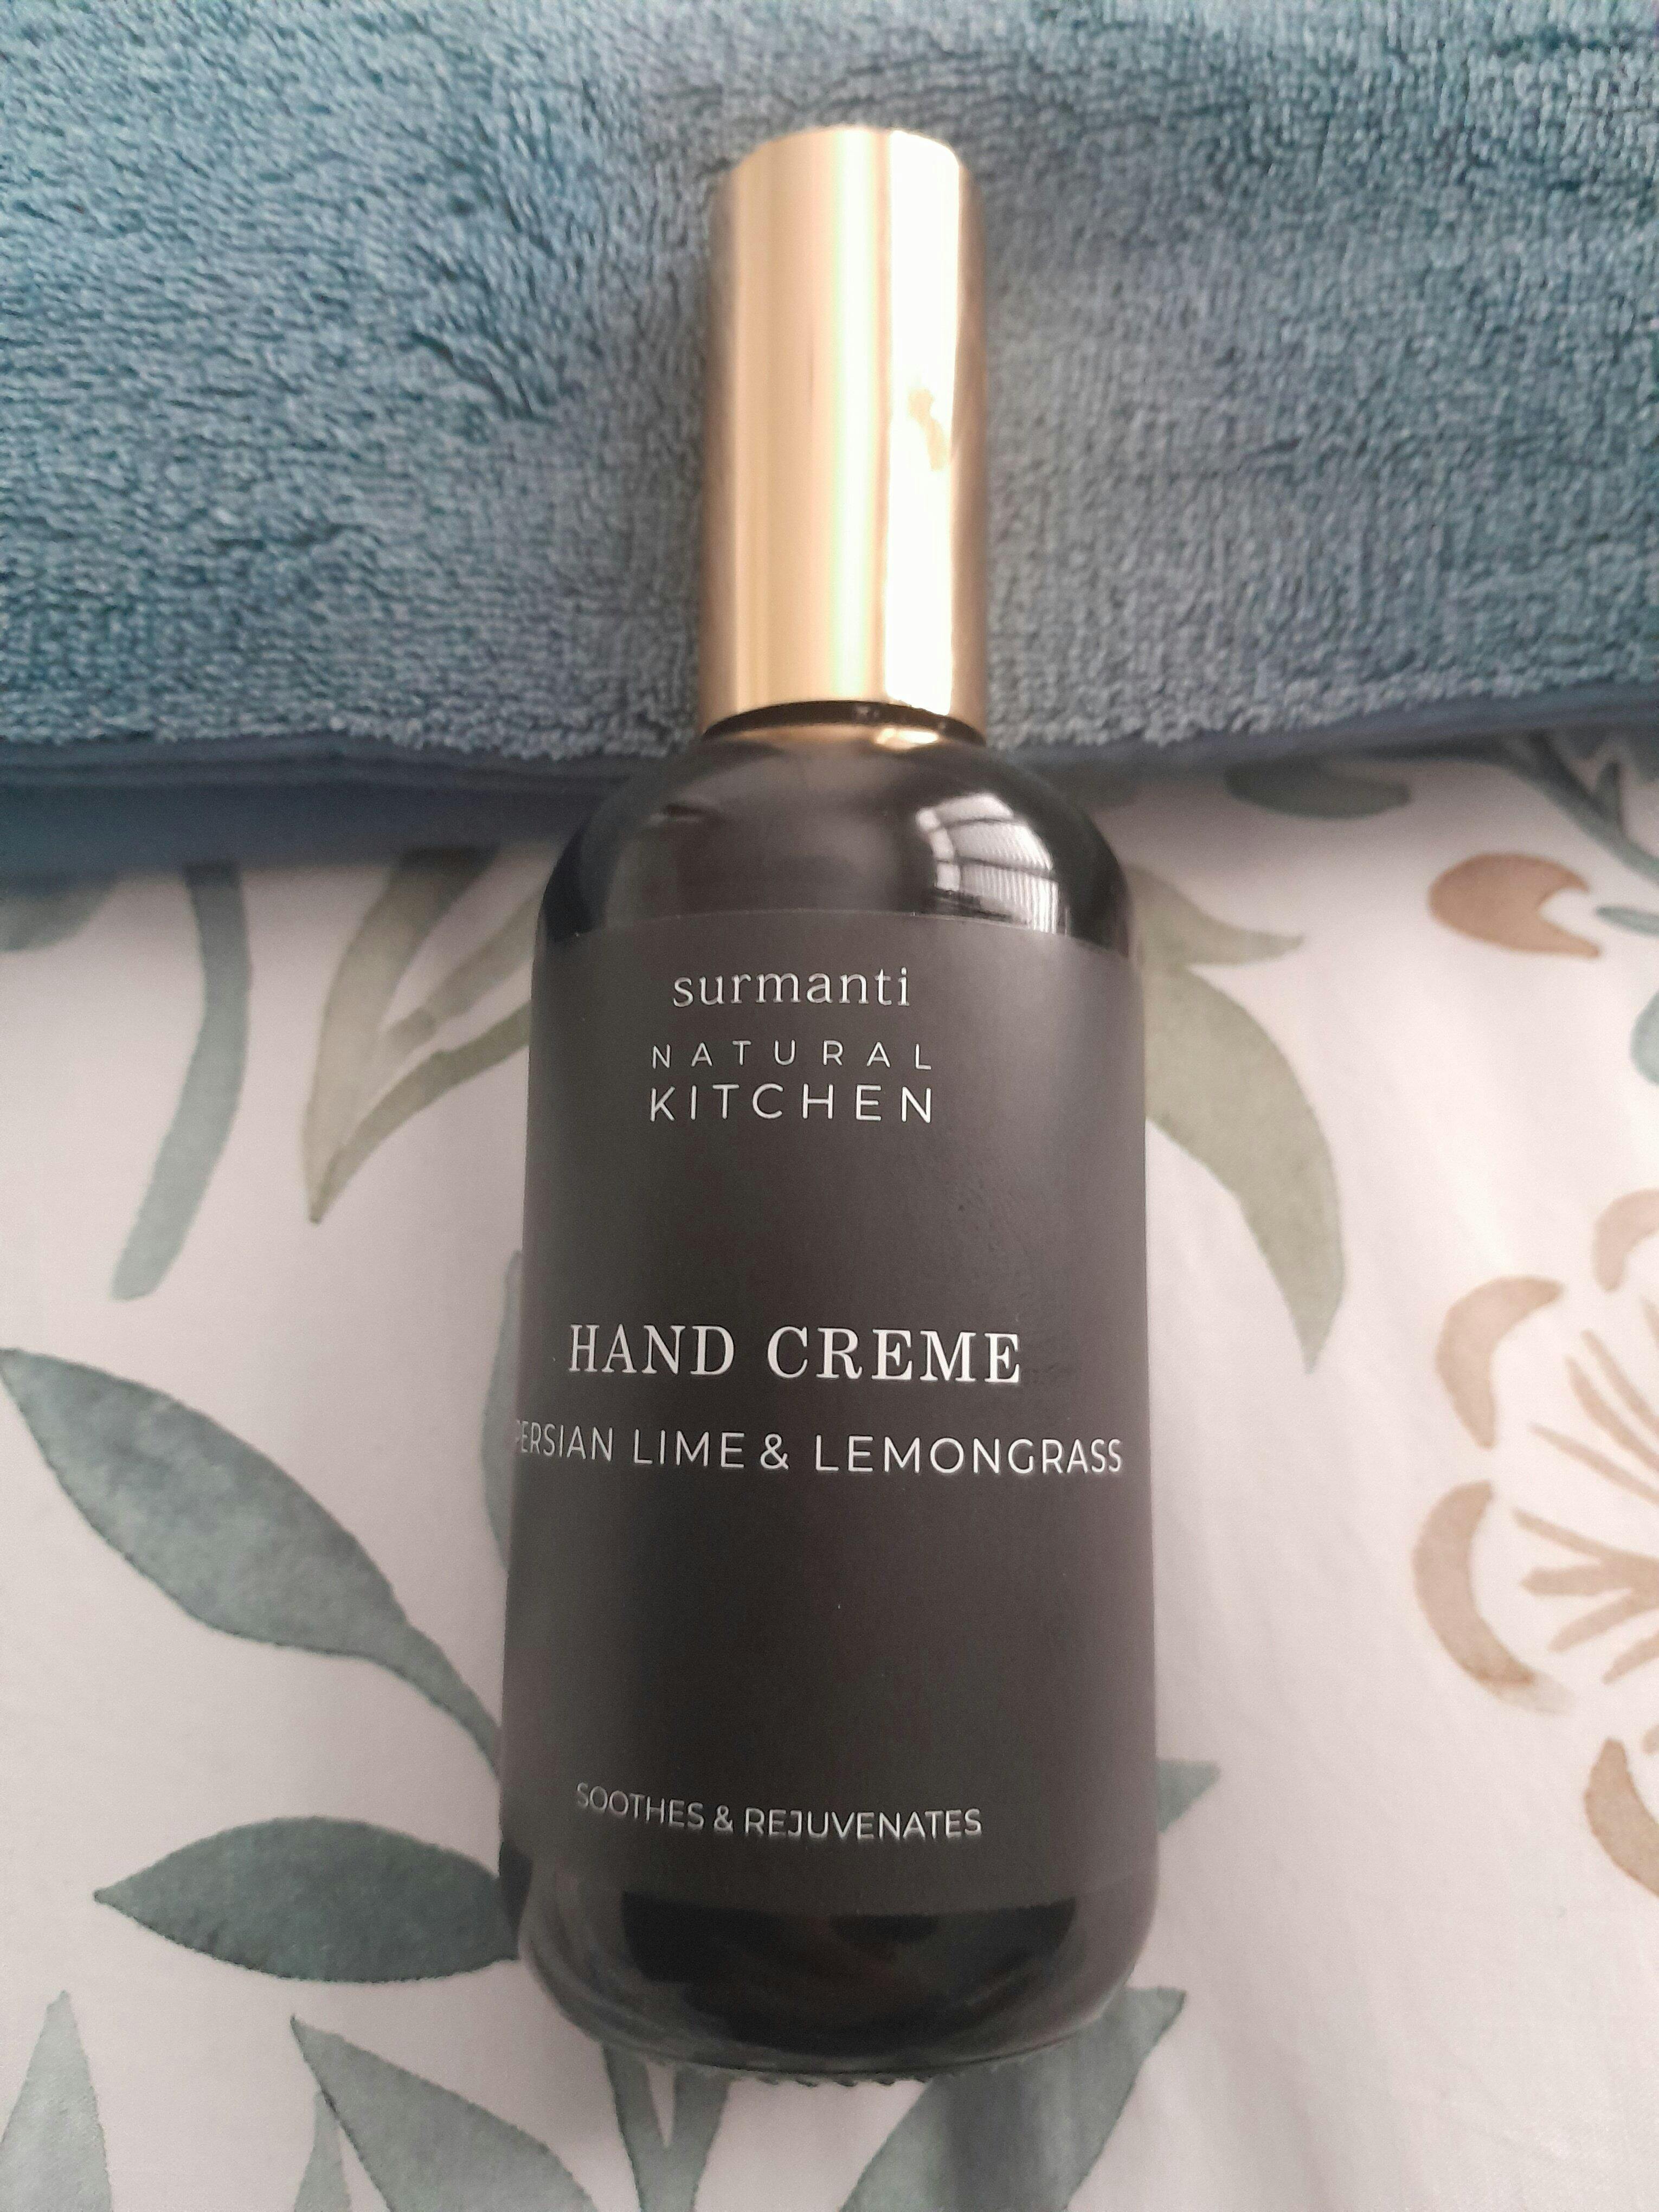 surmanti
NATURAL
KITCHEN
HAND CREME
PERSIAN LIME & LEMONGRASS
SOOTHES & REJUVENATES